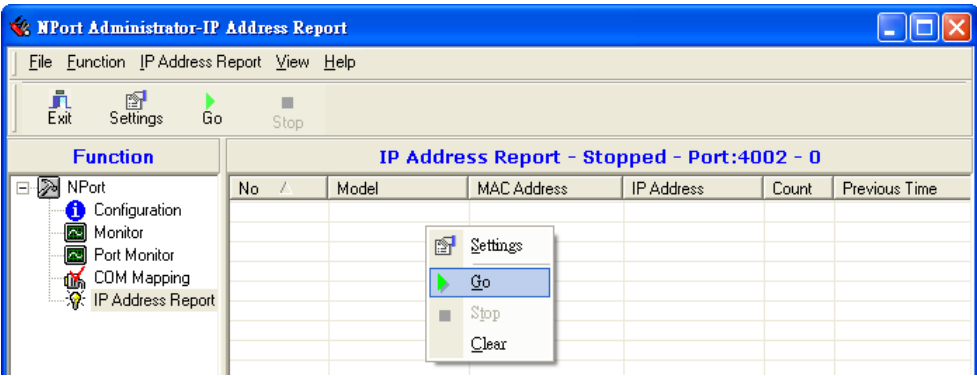 NPort Administrator-IP Address Report
File Function IP Address Report View Help
Exit Settings Go Stop
Function
IP Address Report - Stopped - Port:4002 - 0
No Model MAC Address IP Address Count Previous Time
NPort
Configuration
Monitor
Port Monitor
COM Mapping
IP Address Report
Settings
Go
Stop
Clear